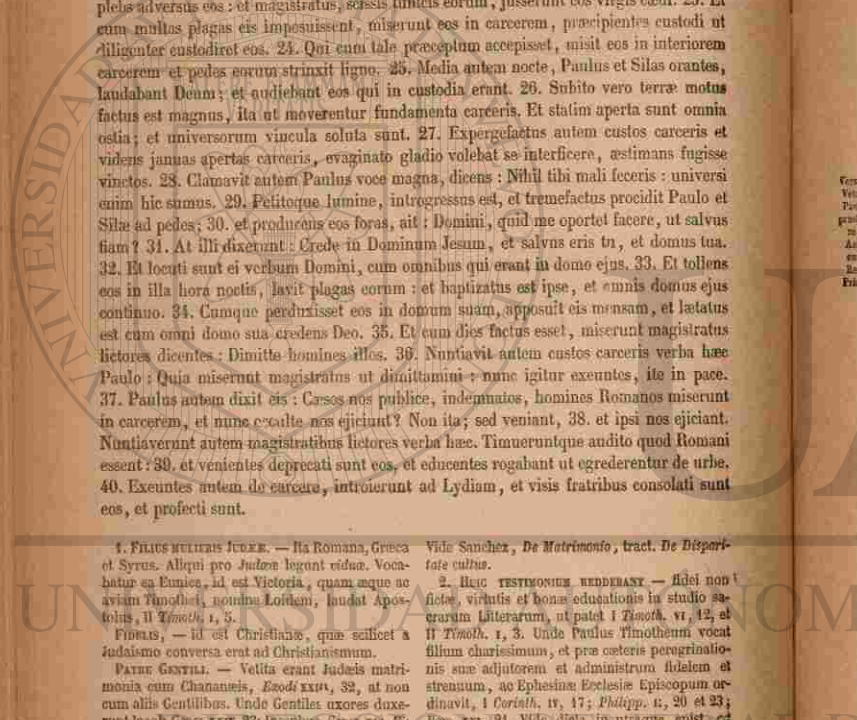 plebs adversus eos : et magistratus, scissis tunicis eorum, jusserunt eos virgis cædi. 23. Et
cum multas plagas eis imposuissent, miserunt eos in carcerem, præcipientes custodi ut
diligenter custodiret eos. 24. Qui cum tale præceptum accepisset, misit eos in interiorem
carcerem et pedes eorum strinxit ligno. 25. Media autem nocte, Paulus et Silas orantes,
laudabant Deum; et audiebant eos qui in custodia erant. 26. Subito vero terræ motus
factus est magnus, ita ut moverentur fundamenta carceris. Et statim aperta sunt omnia
ostia; et universorum vincula soluta sunt. 27. Expergefactus autem custos carceris et
videns januas apertas carceris, evaginato gladio volebat se interficere, æstimans fugisse
vinctos. 28. Clamavit autem Paulus voce magna, dicens : Nihil tibi mali feceris : universi
enim hic sumus. 29. Petitoque lumine, introgressus est, et tremefactus procidit Paulo et
Silæ ad pedes; 30. et producens eos foras, ait : Domini, quid me oportet facere, ut salvus
fiam? 31. At illi dixerunt : Crede in Dominum Jesum, et salvus eris tu, et domus tua.
32. Et locuti sunt ei verbum Domini, cum omnibus qui erant in domo ejus. 33. Et tollens
eos in illa hora noctis, lavit plagas eorum : et baptizatus est ipse, et omnis domus ejus
continuo. 34. Cumque perduxisset eos in domum suam, apposuit eis mensam, et lætatus
est cum omni domo sua credens Deo. 35. Et cum dies factus esset, miserunt magistratus
lictores dicentes : Dimitte homines illos. 36. Nuntiavit autem custos carceris verba hæc
Paulo : Quia miserunt magistratus ut dimittamini : nunc igitur exeuntes, ite in pace.
37. Paulus autem dixit eis : Cæsos nos publice, indemnatos, homines Romanos miserunt
in carcerem, et nunc occulte nos ejiciunt? Non ita; sed veniant, 38. et ipsi nos ejiciant.
Nuntiaverunt autem magistratibus lictores verba hæc. Timueruntque audito quod Romani
essent : 39. et venientes deprecati sunt eos, et educentes rogabant ut egrederentur de urbe.
40. Exeuntes autem de carcere, introierunt ad Lydiam, et visis fratribus consolati sunt
eos, et profecti sunt.
1. FILIUS MULIERIS JUDÆÆ. — Ita Romana, Græca
et Syrus. Aliqui pro Judææ legunt viduæ. Voca-
batur ea Eunice, id est Victoria, quam æque ac
aviam Timothei, nomine Loidem, laudat Apos-
tolus, II Timoth. I, 5.
FIDELIS, — id est Christianæ, quæ scilicet a
Judaismo conversa erat ad Christianismum.
PATRE GENTILI. — Vetita erant Judæis matri-
monia cum Chananæis, Exodi XXIII, 32, at non
cum aliis Gentilibus. Unde Gentiles uxores duxe-
Vide Sanchez, De Matrimonio, tract. De Dispari-
tate cultus.
2. HUIC TESTIMONIUM REDDEBANT — fidei non
fictæ, virtutis et bonæ educationis in studio sa-
crarum Litterarum, ut patet I Timoth. VI, 12, et
II Timoth. I, 3. Unde Paulus Timotheum vocat
filium charissimum, et præ cæteris peregrinatio-
nis suæ adjutorem et administrum fidelem et
strenuum, ac Ephesinæ Ecclesiæ Episcopum or-
dinavit, I Corinth. IV, 17; Philipp. II, 20 et 23;